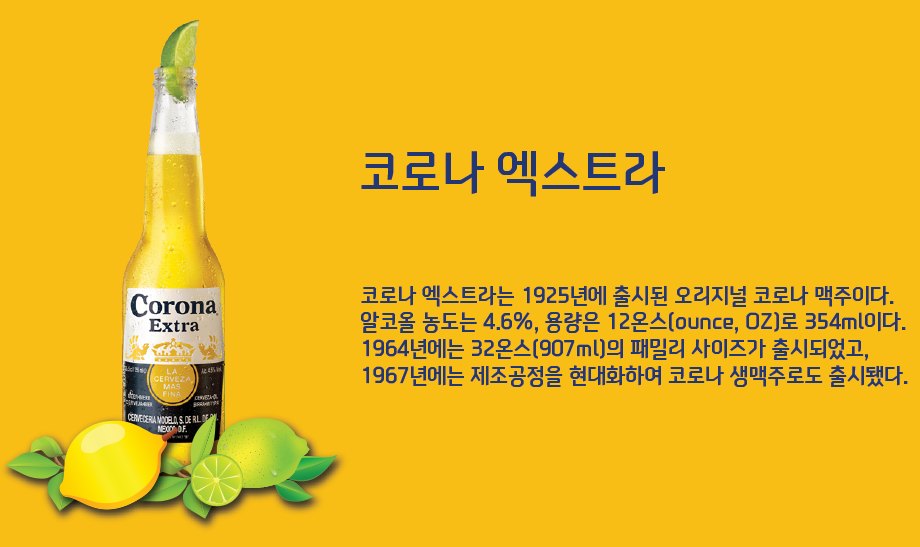 코로나 엑스트라
코로나 엑스트라는 1925년에 출시된 오리지널 코로나 맥주이다.
알코올 농도는 4.6%, 용량은 12온스(ounce, OZ)로 354ml이다.
1964년에는 32온스(907ml)의 패밀리 사이즈가 출시되었고,
1967년에는 제조공정을 현대화하여 코로나 생맥주로도 출시됐다.
Corona
Extra
LA
CERVEZA
MAS
FINA
CERVECERIA MODELO, S. DE R.L. DE
MEXICO D.F.